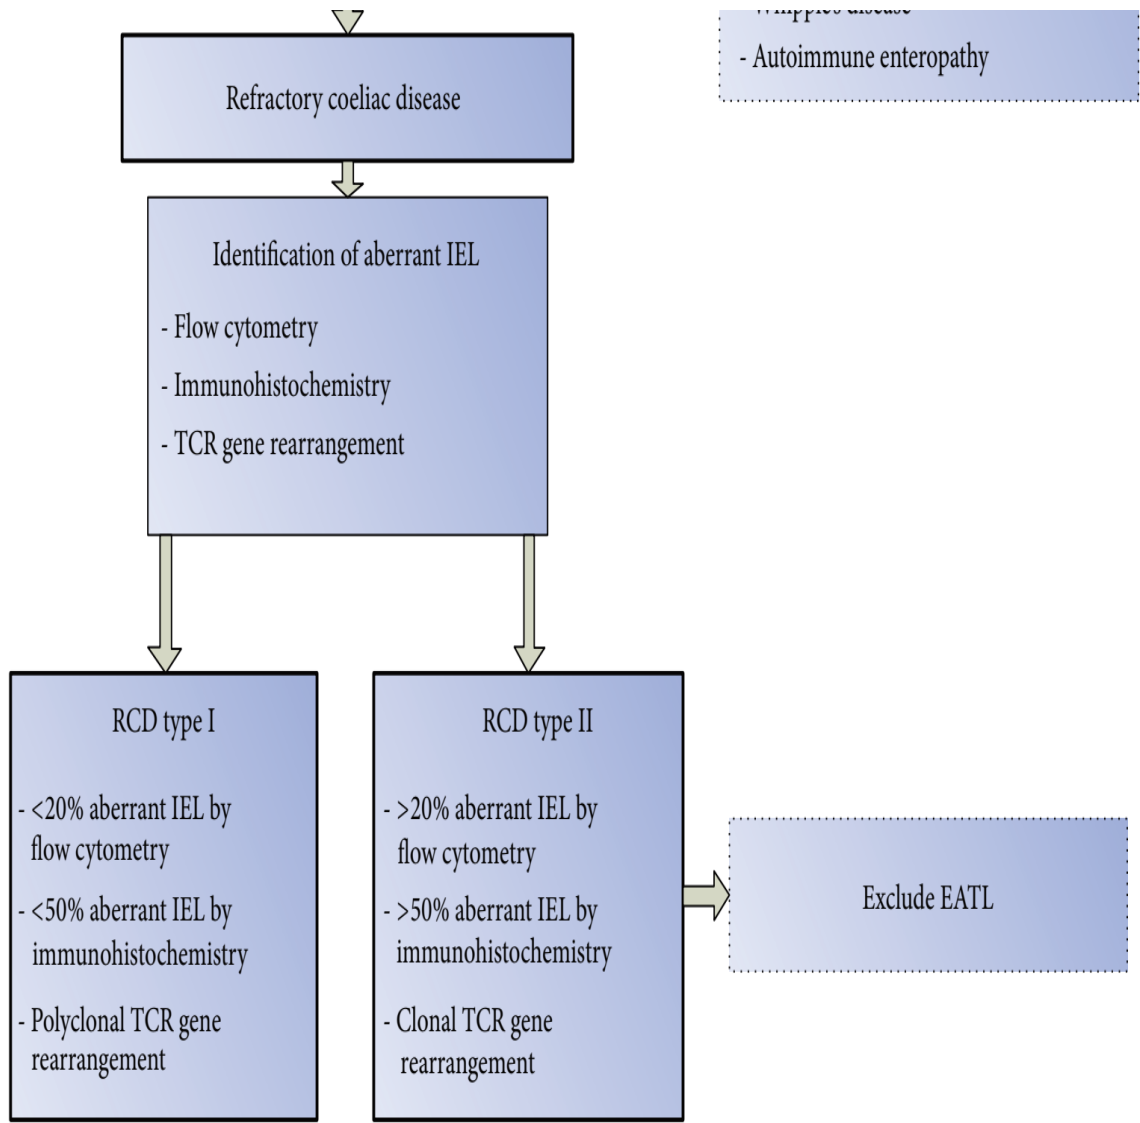 Whipple's disease
- Autoimmune enteropathy
Refractory coeliac disease
Identification of aberrant IEL
- Flow cytometry
- Immunohistochemistry
- TCR gene rearrangement
RCD type I
- <20% aberrant IEL by
flow cytometry
- <50% aberrant IEL by
immunohistochemistry
- Polyclonal TCR gene
rearrangement
RCD type II
- >20% aberrant IEL by
flow cytometry
- >50% aberrant IEL by
immunohistochemistry
- Clonal TCR gene
rearrangement
Exclude EATL